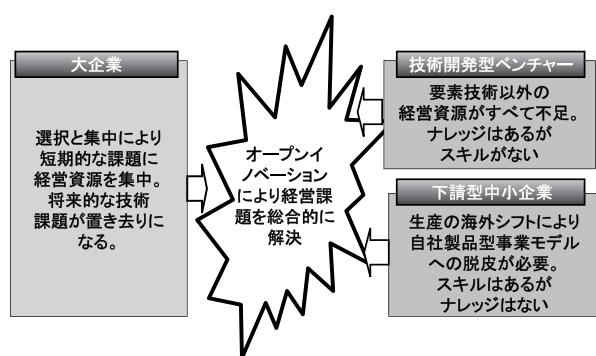 大企業
選択と集中により
短期的な課題に
経営資源を集中。
将来的な技術
課題が置き去りに
なる。
オープンイ
ノベーション
により経営課
題を総合的に
解決
技術開発型ベンチャー
要素技術以外の
経営資源がすべて不足。
ナレッジはあるが
スキルがない
下請型中小企業
生産の海外シフトにより
自社製品型事業モデル
への脱皮が必要。
スキルはあるが
ナレッジはない